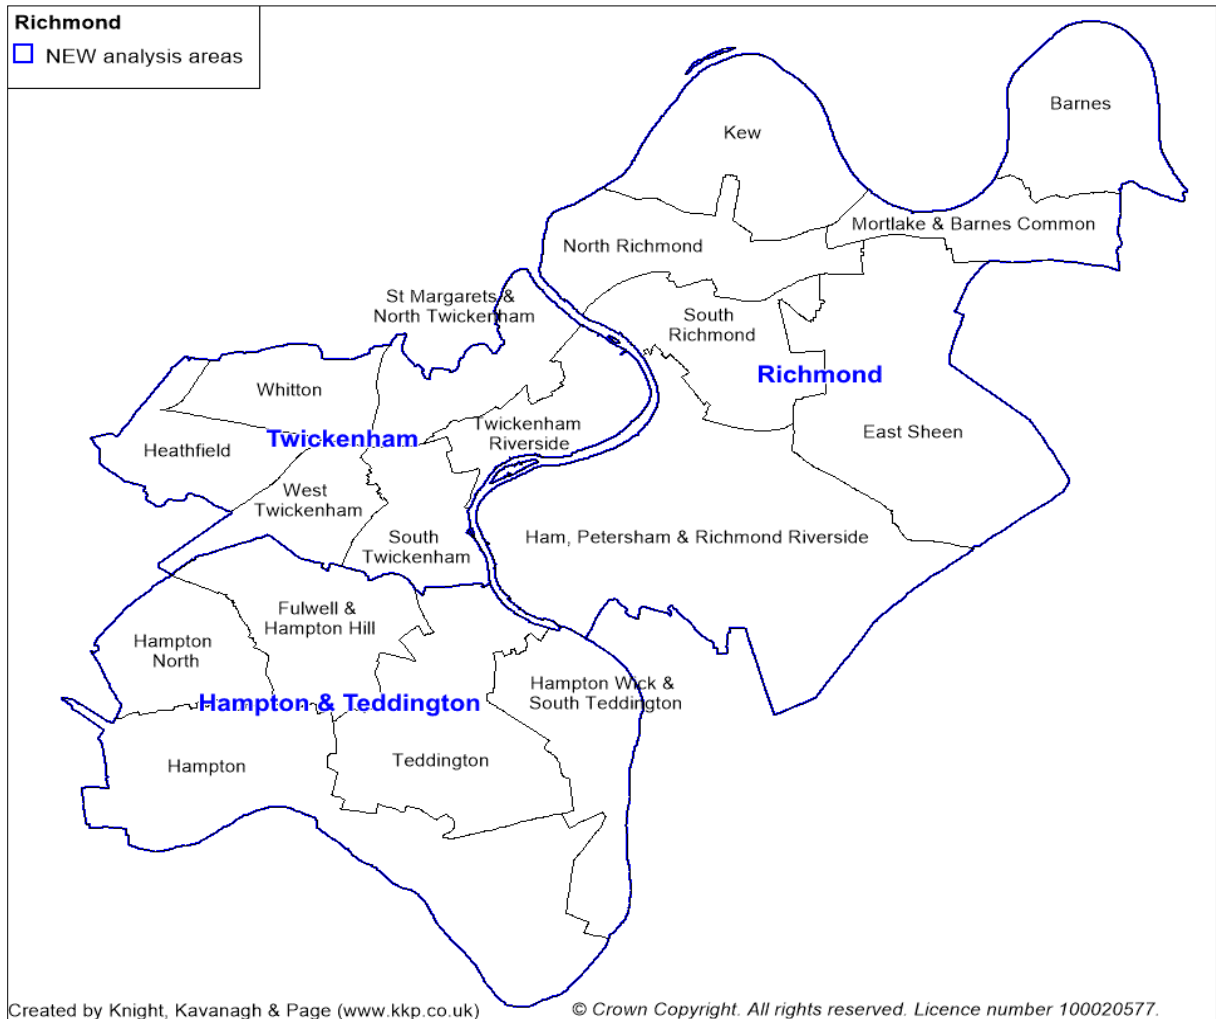 Richmond
NEW analysis areas
Barnes
Kew
Mortlake & Barnes Common
North Richmond
St Margarets &
North Twickenham
South
Richmond
Richmond
Whitton
Twickenham
Riverside
East Sheen
Twickenham
Heathfield
West
Twickenham
South
Twickenham
Ham, Petersham & Richmond Riverside
Fulwell &
Hampton Hill
Hampton
North
Hampton Wick &
South Teddington
Hampton & Teddington
Teddington
Hampton
Created by Knight, Kavanagh & Page (www.kkp.co.uk)
© Crown Copyright. All rights reserved. Licence number 100020577.